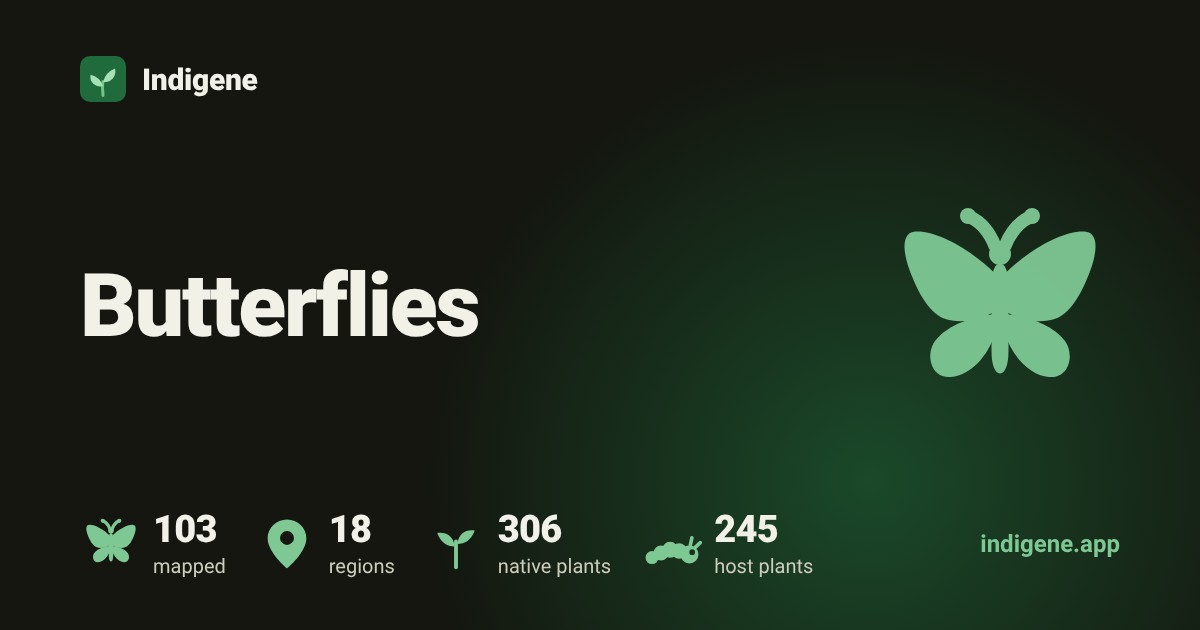 Indigene
Butterflies
103
mapped
18
regions
306
native plants
245
host plants
indigene.app